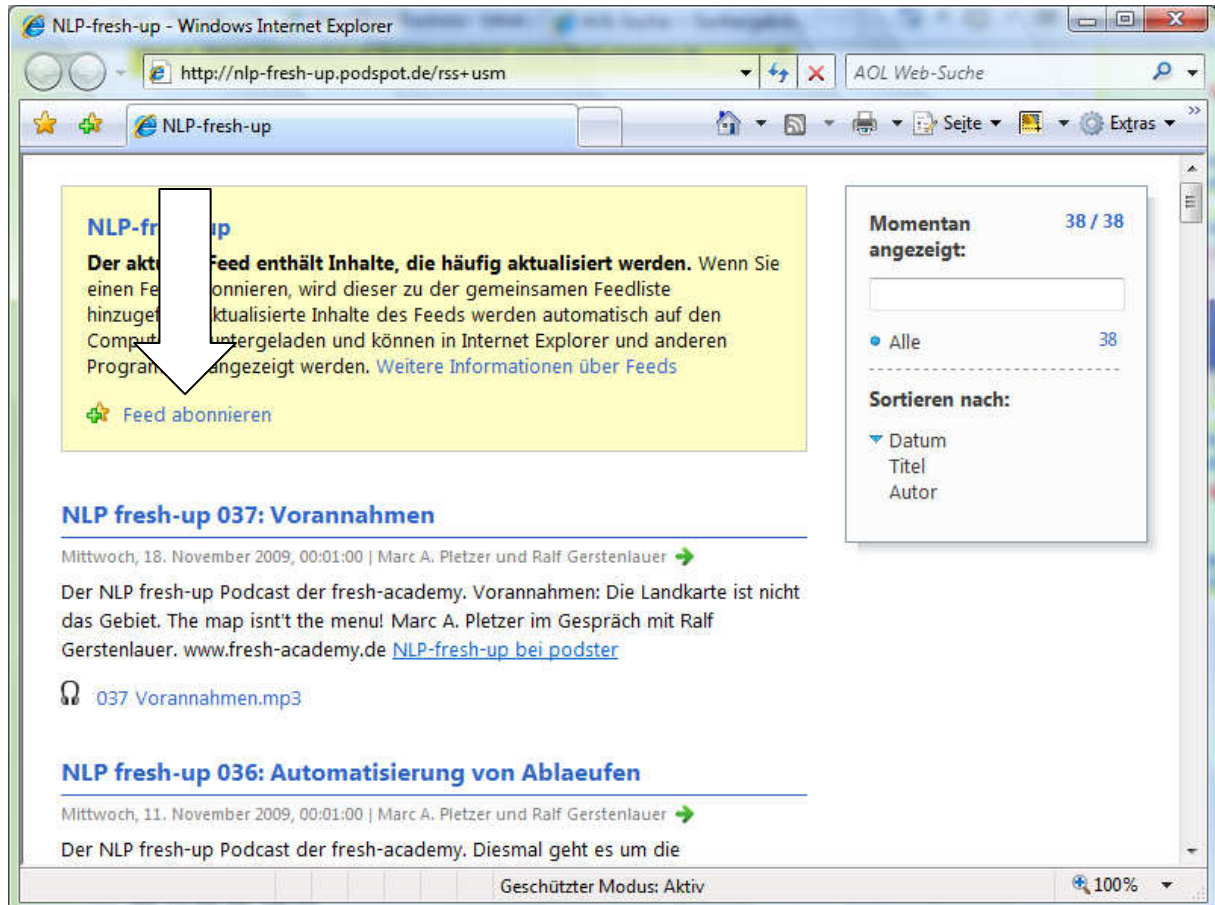 NLP-fresh-up - Windows Internet Explorer
http://nlp-fresh-up.podspot.de/rss+usm
AOL Web-Suche
NLP-fresh-up
Seite
Extras
NLP-fr up
Der aktu Feed enthält Inhalte, die häufig aktualisiert werden. Wenn Sie
einen Fe onnieren, wird dieser zu der gemeinsamen Feedliste
hinzugef ktualisierte Inhalte des Feeds werden automatisch auf den
Comput ntergeladen und können in Internet Explorer und anderen
Program angezeigt werden. Weitere Informationen über Feeds
Feed abonnieren
Momentan angezeigt: 38 / 38
Alle 38
Sortieren nach:
Datum
Titel
Autor
NLP fresh-up 037: Vorannahmen
Mittwoch, 18. November 2009, 00:01:00 | Marc A. Pletzer und Ralf Gerstenlauer
Der NLP fresh-up Podcast der fresh-academy. Vorannahmen: Die Landkarte ist nicht
das Gebiet. The map isnt't the menu! Marc A. Pletzer im Gespräch mit Ralf
Gerstenlauer. www.fresh-academy.de NLP-fresh-up bei podster
037 Vorannahmen.mp3
NLP fresh-up 036: Automatisierung von Ablaeufen
Mittwoch, 11. November 2009, 00:01:00 | Marc A. Pletzer und Ralf Gerstenlauer
Der NLP fresh-up Podcast der fresh-academy. Diesmal geht es um die
Geschützter Modus: Aktiv
100%